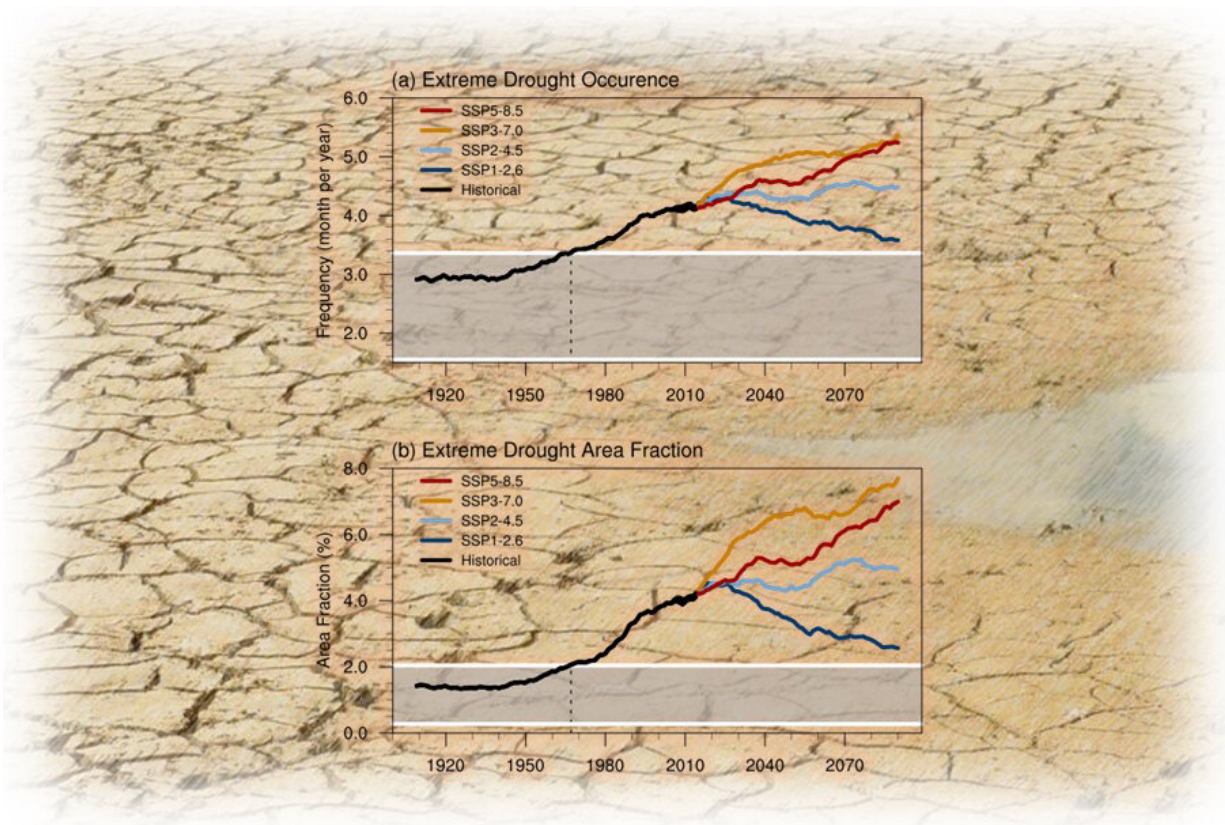 (a) Extreme Drought Occurence
6.0
SSP5-8.5
SSP3-7.0
5.0
SSP2-4.5
SSP1-2.6
Historical
4.0
3.0
2.0
Frequency (month per year)
1920 1950 1980 2010 2040 2070
(b) Extreme Drought Area Fraction
8.0
SSP5-8.5
SSP3-7.0
6.0
SSP2-4.5
SSP1-2.6
Historical
4.0
2.0
0.0
Area Fraction (%)
1920 1950 1980 2010 2040 2070